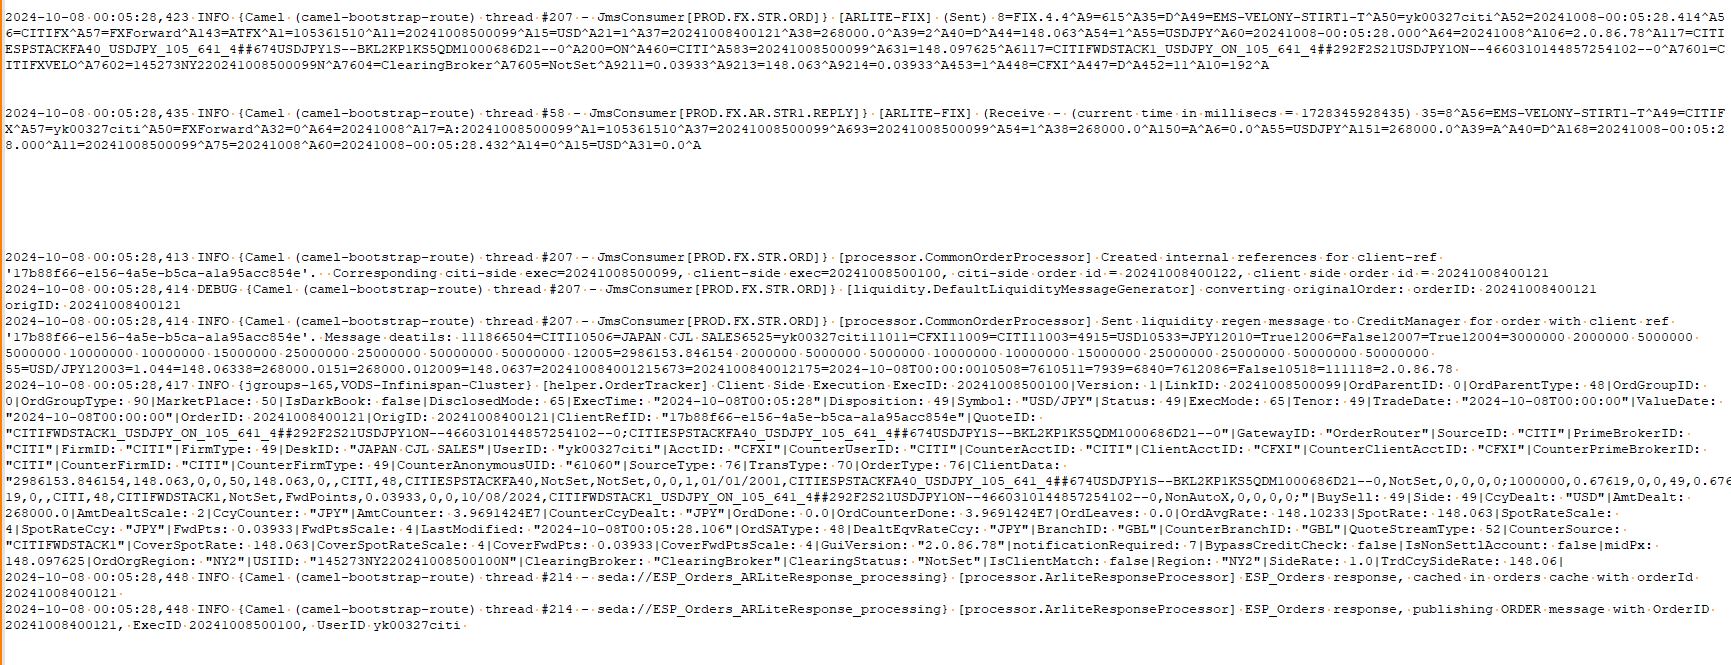 2024-10-08 00:05:28,423 INFO {Camel (camel-bootstrap-route) thread #207 - JmsConsumer[PROD.FX.STR.ORD]} [ARLITE-FIX] (Sent) 8=FIX.4.4^A9=615^A35=D^A49=EMS-VELONY-STIRT1-T^A50=yk00327citi^A52=20241008-00:05:28.414^A5
6=CITIFX^A57=FXForward^A143=ATFX^A1=105361510^A11=20241008500099^A15=USD^A21=1^A37=20241008400121^A38=268000.0^A39=2^A40=D^A44=148.063^A54=1^A55=USDJPY^A60=20241008-00:05:28.000^A64=20241008^A106=2.0.86.78^A117=CITI
ESPSTACKFA40_USDJPY_105_641_4##674USDJPY1S--BKL2KP1KS5QDM1000686D21--0^A200=ON^A460=CITI^A583=20241008500099^A631=148.097625^A6117=CITIFWDSTACK1_USDJPY_ON_105_641_4##292F2S21USDJPY1ON--4660310144857254102--0^A7601=C
ITIFXVELO^A7602=145273NY220241008500099N^A7604=ClearingBroker^A7605=NotSet^A9211=0.03933^A9213=148.063^A9214=0.03933^A453=1^A448=CFXI^A447=D^A452=11^A10=192^A
2024-10-08 00:05:28,435 INFO {Camel (camel-bootstrap-route) thread #58 - JmsConsumer[PROD.FX.AR.STR1.REPLY]} [ARLITE-FIX] (Receive - (current time in millisecs = 1728345928435) 35=8^A56=EMS-VELONY-STIRT1-T^A49=CITIF
X^A57=yk00327citi^A50=FXForward^A32=0^A64=20241008^A17=A:20241008500099^A1=105361510^A37=20241008500099^A693=20241008500099^A54=1^A38=268000.0^A150=A^A6=0.0^A55=USDJPY^A151=268000.0^A39=A^A40=D^A168=20241008-00:05:2
8.000^A11=20241008500099^A75=20241008^A60=20241008-00:05:28.432^A14=0^A15=USD^A31=0.0^A
2024-10-08 00:05:28,413 INFO {Camel (camel-bootstrap-route) thread #207 - JmsConsumer[PROD.FX.STR.ORD]} [processor.CommonOrderProcessor] Created internal references for client-ref
'17b88f66-e156-4a5e-b5ca-a1a95acc854e'. Corresponding citi-side exec=20241008500099, client-side exec=20241008500100, citi-side order id = 20241008400122, client side order id = 20241008400121
2024-10-08 00:05:28,414 DEBUG {Camel (camel-bootstrap-route) thread #207 - JmsConsumer[PROD.FX.STR.ORD]} [liquidity.DefaultLiquidityMessageGenerator] converting originalOrder: orderID: 20241008400121
origID: 20241008400121
2024-10-08 00:05:28,414 INFO {Camel (camel-bootstrap-route) thread #207 - JmsConsumer[PROD.FX.STR.ORD]} [processor.CommonOrderProcessor] Sent liquidity regen message to CreditManager for order with client ref
'17b88f66-e156-4a5e-b5ca-a1a95acc854e'. Message deatils: 111866504=CITI10506=JAPAN CJL SALES6525=yk00327citi11011=CFXI11009=CITI11003=4915=USD10533=JPY12010=True12006=False12007=True12004=3000000 2000000 5000000
5000000 10000000 10000000 15000000 25000000 25000000 50000000 50000000 12005=2986153.846154 2000000 5000000 5000000 10000000 10000000 15000000 25000000 25000000 50000000 50000000
55=USD/JPY12003=1.044=148.06338=268000.0151=268000.012009=148.0637=2024100840012156​73=2024100840012175=2024-10-08T00:00:0010508=7610511=7939=6840=7612086=False10518=111118=2.0.86.78
2024-10-08 00:05:28,417 INFO {jgroups-165,VODS-Infinispan-Cluster} [helper.OrderTracker] Client Side Execution ExecID: 20241008500100|Version: 1|LinkID: 20241008500099|OrdParentID: 0|OrdParentType: 48|OrdGroupID:
0|OrdGroupType: 90|MarketPlace: 50|IsDarkBook: false|DisclosedMode: 65|ExecTime: "2024-10-08T00:05:28"|Disposition: 49|Symbol: "USD/JPY"|Status: 49|ExecMode: 65|Tenor: 49|TradeDate: "2024-10-08T00:00:00"|ValueDate:
"2024-10-08T00:00:00"|OrderID: 20241008400121|OrigID: 20241008400121|ClientRefID: "17b88f66-e156-4a5e-b5ca-a1a95acc854e"|QuoteID:
"CITIFWDSTACK1_USDJPY_ON_105_641_4##292F2S21USDJPY1ON--4660310144857254102--0;CITIESPSTACKFA40_USDJPY_105_641_4##674USDJPY1S--BKL2KP1KS5QDM1000686D21--0"|GatewayID: "OrderRouter"|SourceID: "CITI"|PrimeBrokerID:
"CITI"|FirmID: "CITI"|FirmType: 49|DeskID: "JAPAN CJL SALES"|UserID: "yk00327citi"|AcctID: "CFXI"|CounterUserID: "CITI"|CounterAcctID: "CITI"|ClientAcctID: "CFXI"|CounterClientAcctID: "CFXI"|CounterPrimeBrokerID:
"CITI"|CounterFirmID: "CITI"|CounterFirmType: 49|CounterAnonymousUID: "61060"|SourceType: 76|TransType: 70|OrderType: 76|ClientData:
"2986153.846154,148.063,0,0,50,148.063,0,,CITI,48,CITIESPSTACKFA40,NotSet,NotSet,0,0,1,01/01/2001,CITIESPSTACKFA40_USDJPY_105_641_4##674USDJPY1S--BKL2KP1KS5QDM1000686D21--0,NotSet,0,0,0,0;1000000,0.67619,0,0,49,0.676
19,0,,CITI,48,CITIFWDSTACK1,NotSet,FwdPoints,0.03933,0,0,10/08/2024,CITIFWDSTACK1_USDJPY_ON_105_641_4##292F2S21USDJPY1ON--4660310144857254102--0,NonAutoX,0,0,0,0;"|BuySell: 49|Side: 49|CcyDealt: "USD"|AmtDealt:
268000.0|AmtDealtScale: 2|CcyCounter: "JPY"|AmtCounter: 3.9691424E7|CounterCcyDealt: "JPY"|OrdDone: 0.0|OrdCounterDone: 3.9691424E7|OrdLeaves: 0.0|OrdAvgRate: 148.10233|SpotRate: 148.063|SpotRateScale:
4|SpotRateCcy: "JPY"|FwdPts: 0.03933|FwdPtsScale: 4|LastModified: "2024-10-08T00:05:28.106"|OrdSAType: 48|DealtEqvRateCcy: "JPY"|BranchID: "GBL"|CounterBranchID: "GBL"|QuoteStreamType: 52|CounterSource:
"CITIFWDSTACK1"|CoverSpotRate: 148.063|CoverSpotRateScale: 4|CoverFwdPts: 0.03933|CoverFwdPtsScale: 4|GuiVersion: "2.0.86.78"|notificationRequired: 7|BypassCreditCheck: false|IsNonSettlAccount: false|midPx:
148.097625|OrdOrgRegion: "NY2"|USIID: "145273NY220241008500100N"|ClearingBroker: "ClearingBroker"|ClearingStatus: "NotSet"|IsClientMatch: false|Region: "NY2"|SideRate: 1.0|TrdCcySideRate: 148.06|
2024-10-08 00:05:28,448 INFO {Camel (camel-bootstrap-route) thread #214 - seda://ESP_Orders_ARLiteResponse_processing} [processor.ArliteResponseProcessor] ESP_Orders response, cached in orders cache with orderId
20241008400121
2024-10-08 00:05:28,448 INFO {Camel (camel-bootstrap-route) thread #214 - seda://ESP_Orders_ARLiteResponse_processing} [processor.ArliteResponseProcessor] ESP_Orders response, publishing ORDER message with OrderID
20241008400121, ExecID 20241008500100, UserID yk00327citi